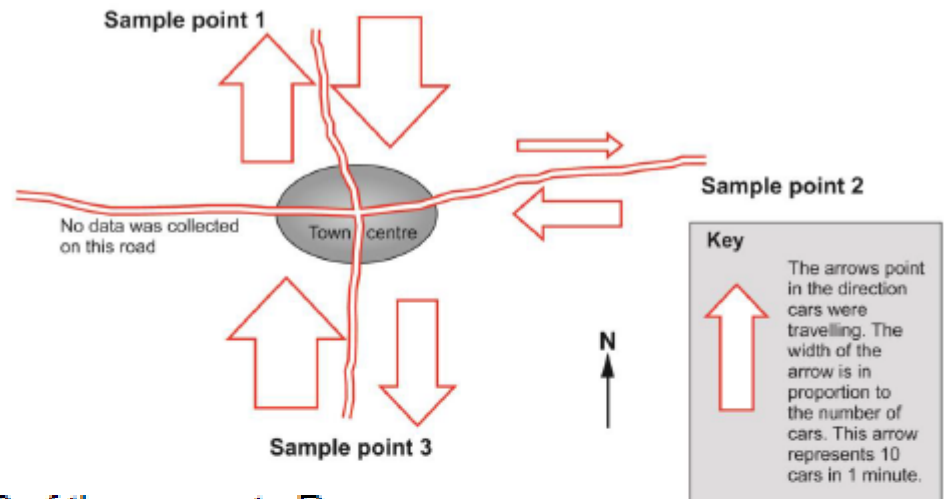 Sample point 1
Sample point 2
No data was collected
on this road
Town centre
Key
The arrows point
in the direction
cars were
travelling. The
width of the
arrow is in
proportion to
the number of
cars. This arrow
represents 10
cars in 1 minute.
N
Sample point 3